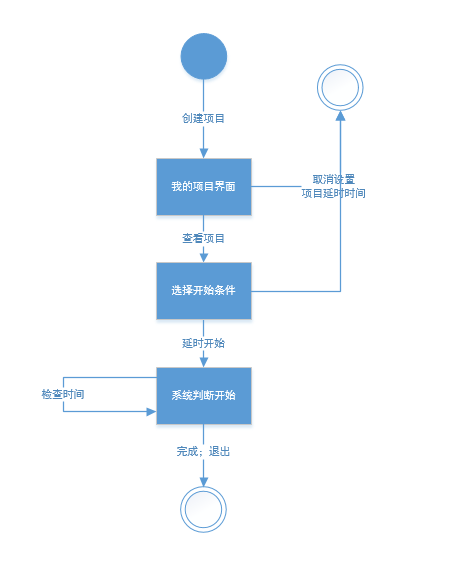 创建项目
我的项目界面
取消设置
项目延时时间
查看项目
选择开始条件
延时开始
系统判断开始
检查时间
完成；退出